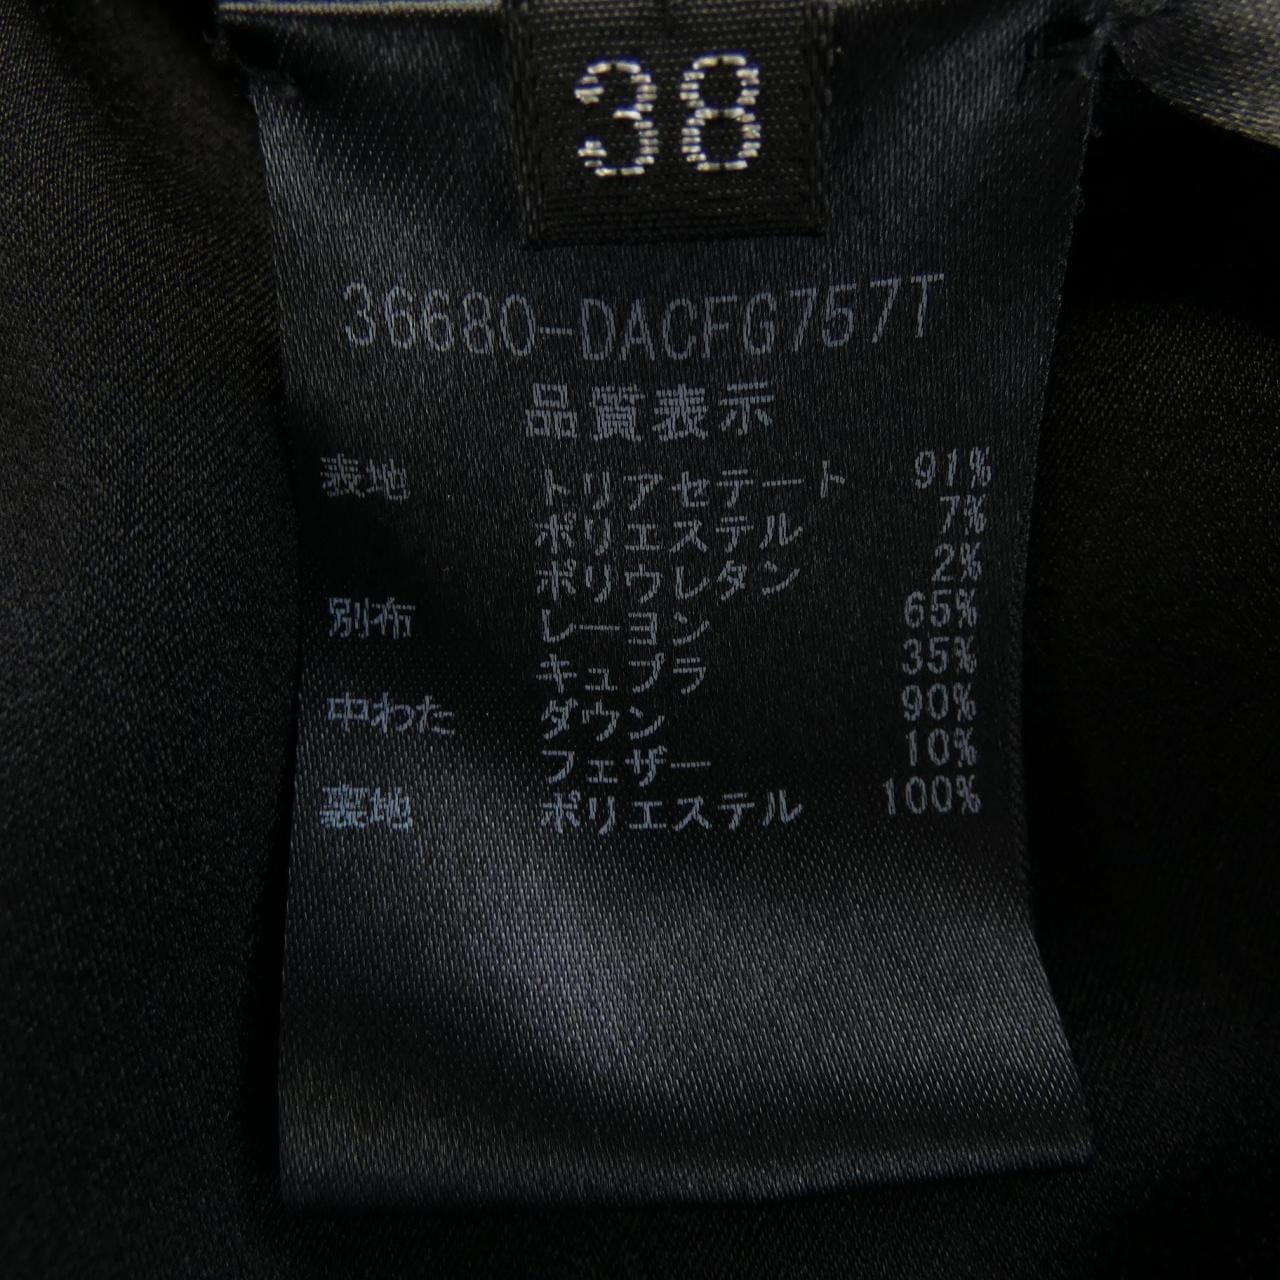 38
36680-DACFG757T
品質表示
表地 トリアセテート 91%
ポリエステル 7%
ポリウレタン 2%
別布 レーヨン 65%
キュプラ 35%
中わた ダウン 90%
フェザー 10%
裏地 ポリエステル 100%